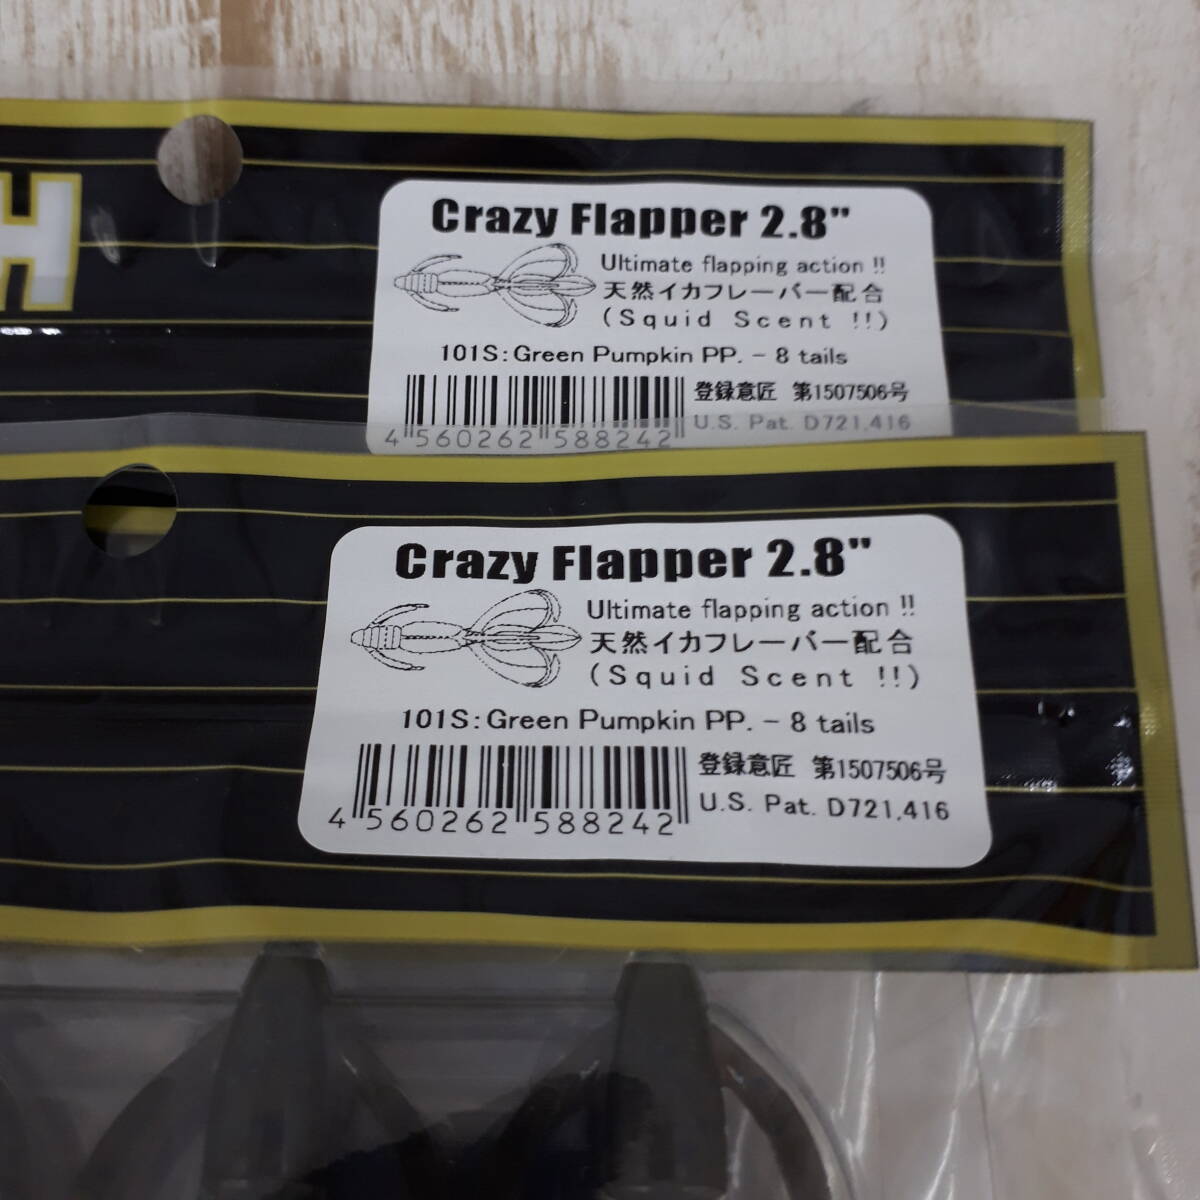 H
Crazy Flapper 2.8"
Ultimate flapping action !!
天然イカフレーバー配合
(Squid Scent !!)
101S:Green Pumpkin PP. - 8 tails
登録意匠 第1507506号
U.S. Pat. D721,416
4 560262 588242
Crazy Flapper 2.8"
Ultimate flapping action !!
天然イカフレーバー配合
(Squid Scent !!)
101S:Green Pumpkin PP. - 8 tails
登録意匠 第1507506号
U.S. Pat. D721,416
4 560262 588242